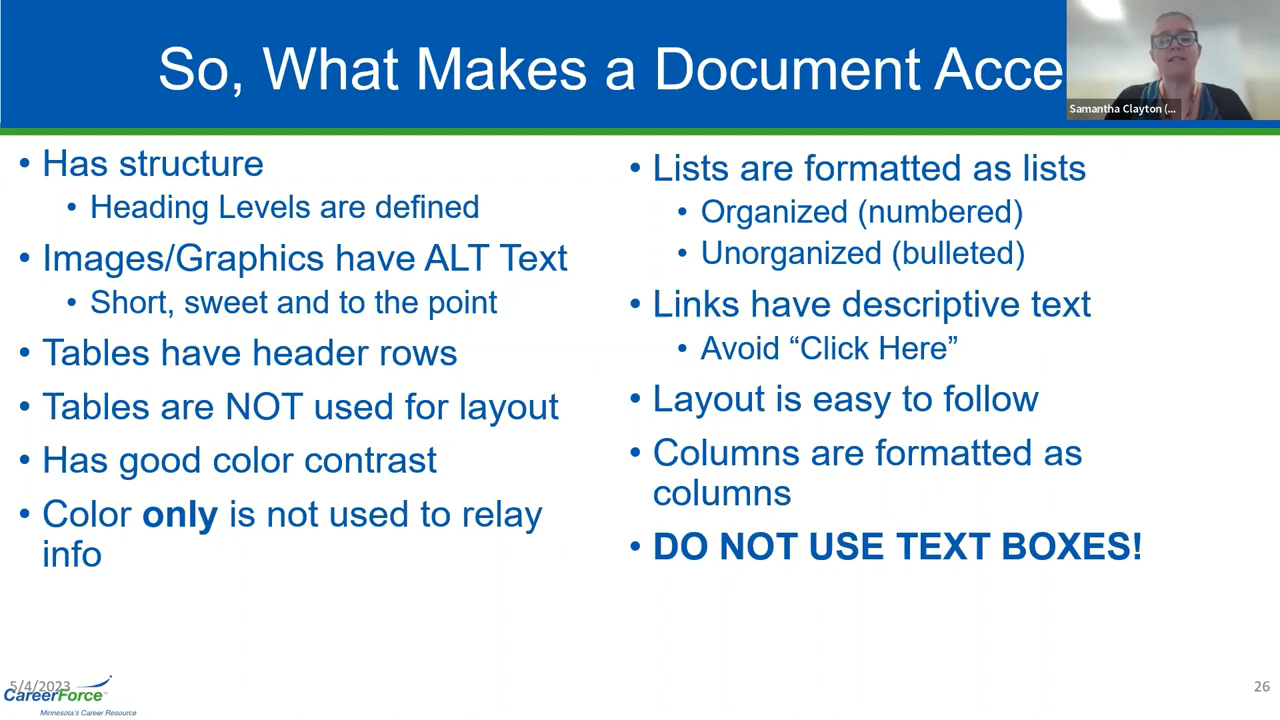 So, What Makes a Document Acce
Samantha Clayton (...
• Has structure
• Heading Levels are defined
• Images/Graphics have ALT Text
• Short, sweet and to the point
• Tables have header rows
• Tables are NOT used for layout
• Has good color contrast
• Color only is not used to relay
info
• Lists are formatted as lists
• Organized (numbered)
• Unorganized (bulleted)
• Links have descriptive text
• Avoid “Click Here”
• Layout is easy to follow
• Columns are formatted as
columns
• DO NOT USE TEXT BOXES!
5/4/2023
CareerForce
Minnesota's Career Resource
26